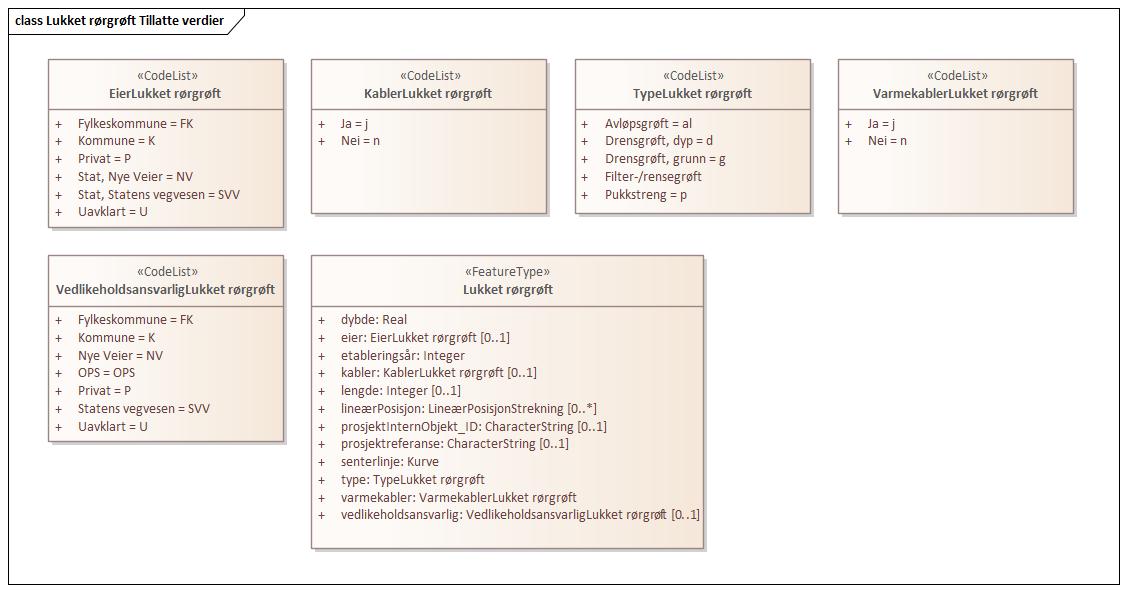 class Lukket rørgrøft Tillatte verdier
«CodeList»
EierLukket rørgrøft
+ Fylkeskommune = FK
+ Kommune = K
+ Privat = P
+ Stat, Nye Veier = NV
+ Stat, Statens vegvesen = SVV
+ Uavklart = U
«CodeList»
KablerLukket rørgrøft
+ Ja = j
+ Nei = n
«CodeList»
TypeLukket rørgrøft
+ Avløpsgrøft = al
+ Drensgrøft, dyp = d
+ Drensgrøft, grunn = g
+ Filter-/rensegrøft
+ Pukkstreng = p
«CodeList»
VarmekablerLukket rørgrøft
+ Ja = j
+ Nei = n
«CodeList»
VedlikeholdsansvarligLukket rørgrøft
+ Fylkeskommune = FK
+ Kommune = K
+ Nye Veier = NV
+ OPS = OPS
+ Privat = P
+ Statens vegvesen = SVV
+ Uavklart = U
«FeatureType»
Lukket rørgrøft
+ dybde: Real
+ eier: EierLukket rørgrøft [0..1]
+ etableringsår: Integer
+ kabler: KablerLukket rørgrøft [0..1]
+ lengde: Integer [0..1]
+ lineærPosisjon: LineærPosisjonStrekning [0..*]
+ prosjektInternObjekt_ID: CharacterString [0..1]
+ prosjektreferanse: CharacterString [0..1]
+ senterlinje: Kurve
+ type: TypeLukket rørgrøft
+ varmekabler: VarmekablerLukket rørgrøft
+ vedlikeholdsansvarlig: VedlikeholdsansvarligLukket rørgrøft [0..1]